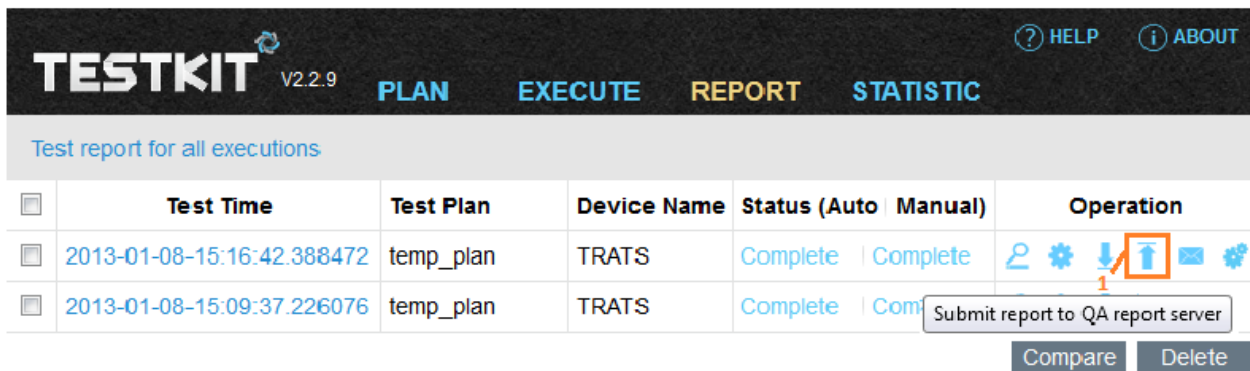 HELP ABOUT
TESTKIT V2.2.9 PLAN EXECUTE REPORT STATISTIC
Test report for all executions
Test Time Test Plan Device Name Status (Auto | Manual) Operation
2013-01-08-15:16:42.388472 temp_plan TRATS Complete | Complete
1
2013-01-08-15:09:37.226076 temp_plan TRATS Complete | Com
Submit report to QA report server
Compare Delete